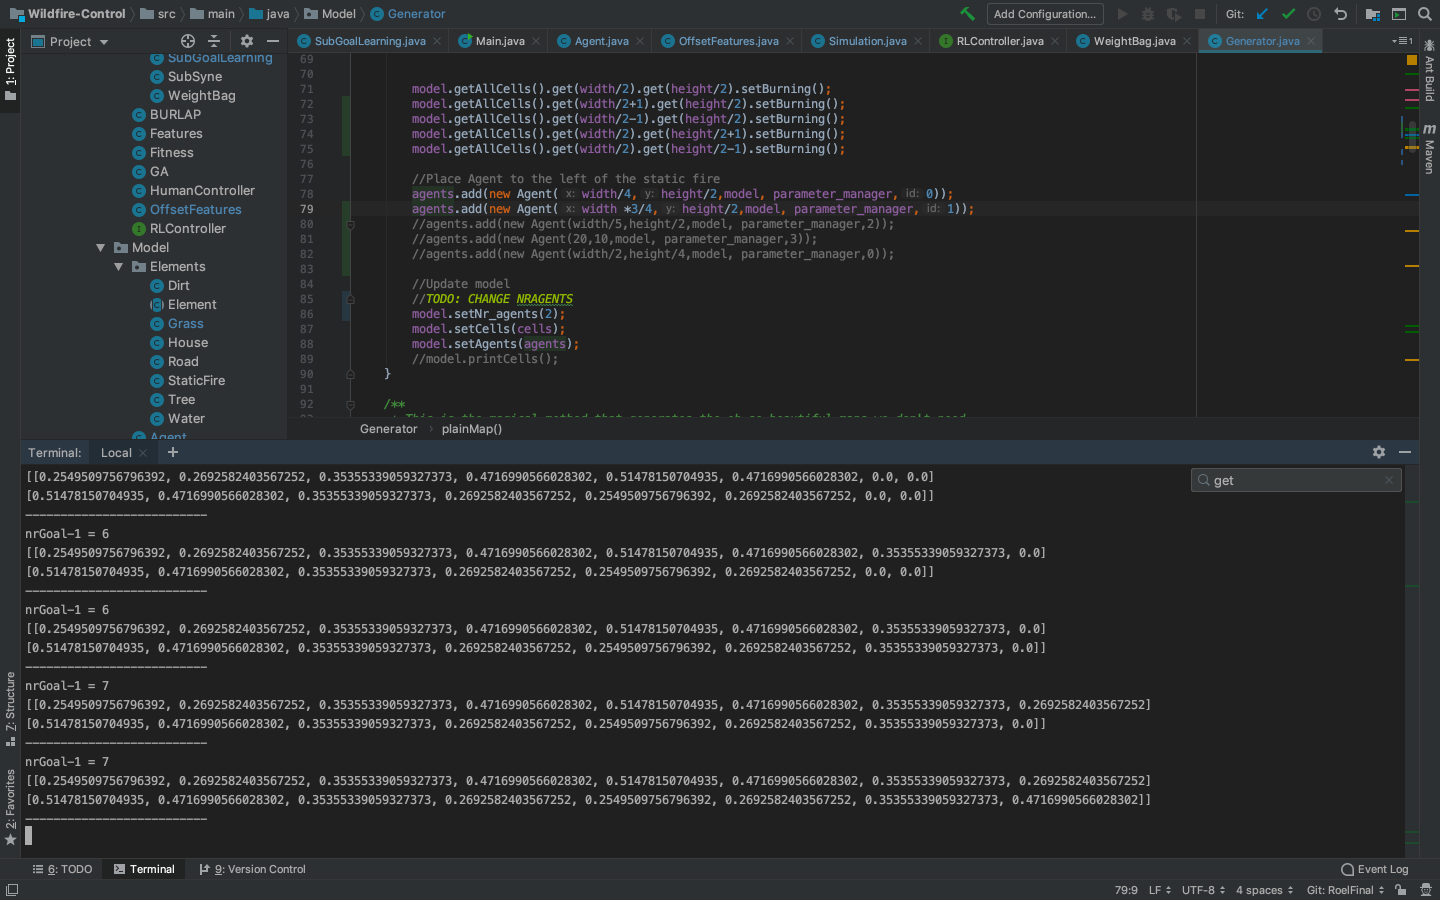 Wildfire-Control src main java Model Generator
Add Configuration... Git:
1: Project
Project
SubGoalLearning.java Main.java Agent.java OffsetFeatures.java Simulation.java RLController.java WeightBag.java Generator.java
SubGoalLearning
SubSyne
WeightBag
BURLAP
Features
Fitness
GA
HumanController
OffsetFeatures
RLController
Model
Elements
Dirt
Element
Grass
House
Road
StaticFire
Tree
Water
Agent
69
70
71 model.getAllCells().get(width/2).get(height/2).setBurning();
72 model.getAllCells().get(width/2+1).get(height/2).setBurning();
73 model.getAllCells().get(width/2-1).get(height/2).setBurning();
74 model.getAllCells().get(width/2).get(height/2+1).setBurning();
75 model.getAllCells().get(width/2).get(height/2-1).setBurning();
76
77 //Place Agent to the left of the static fire
78 agents.add(new Agent( x: width/4, y: height/2,model, parameter_manager, id: 0));
79 agents.add(new Agent( x: width *3/4, y: height/2,model, parameter_manager, id: 1));
80 //agents.add(new Agent(width/5,height/2,model, parameter_manager,2));
81 //agents.add(new Agent(20,10,model, parameter_manager,3));
82 //agents.add(new Agent(width/2,height/4,model, parameter_manager,0));
83
84 //Update model
85 //TODO: CHANGE NRAGENTS
86 model.setNr_agents(2);
87 model.setCells(cells);
88 model.setAgents(agents);
89 //model.printCells();
90 }
91
92 /**
Generator plainMap()
Ant Build
Maven
Terminal: Local +
get
[[0.2549509756796392, 0.2692582403567252, 0.35355339059327373, 0.4716990566028302, 0.51478150704935, 0.4716990566028302, 0.0, 0.0]
[0.51478150704935, 0.4716990566028302, 0.35355339059327373, 0.2692582403567252, 0.2549509756796392, 0.2692582403567252, 0.0, 0.0]]
--------------------------
nrGoal-1 = 6
[[0.2549509756796392, 0.2692582403567252, 0.35355339059327373, 0.4716990566028302, 0.51478150704935, 0.4716990566028302, 0.35355339059327373, 0.0]
[0.51478150704935, 0.4716990566028302, 0.35355339059327373, 0.2692582403567252, 0.2549509756796392, 0.2692582403567252, 0.0, 0.0]]
--------------------------
nrGoal-1 = 6
[[0.2549509756796392, 0.2692582403567252, 0.35355339059327373, 0.4716990566028302, 0.51478150704935, 0.4716990566028302, 0.35355339059327373, 0.0]
[0.51478150704935, 0.4716990566028302, 0.35355339059327373, 0.2692582403567252, 0.2549509756796392, 0.2692582403567252, 0.35355339059327373, 0.0]]
--------------------------
nrGoal-1 = 7
[[0.2549509756796392, 0.2692582403567252, 0.35355339059327373, 0.4716990566028302, 0.51478150704935, 0.4716990566028302, 0.35355339059327373, 0.2692582403567252]
[0.51478150704935, 0.4716990566028302, 0.35355339059327373, 0.2692582403567252, 0.2549509756796392, 0.2692582403567252, 0.35355339059327373, 0.0]]
--------------------------
nrGoal-1 = 7
[[0.2549509756796392, 0.2692582403567252, 0.35355339059327373, 0.4716990566028302, 0.51478150704935, 0.4716990566028302, 0.35355339059327373, 0.2692582403567252]
[0.51478150704935, 0.4716990566028302, 0.35355339059327373, 0.2692582403567252, 0.2549509756796392, 0.2692582403567252, 0.35355339059327373, 0.4716990566028302]]
--------------------------
Z: Structure
2: Favorites
6: TODO Terminal 9: Version Control Event Log
79:9 LF UTF-8 4 spaces Git: RoelFinal